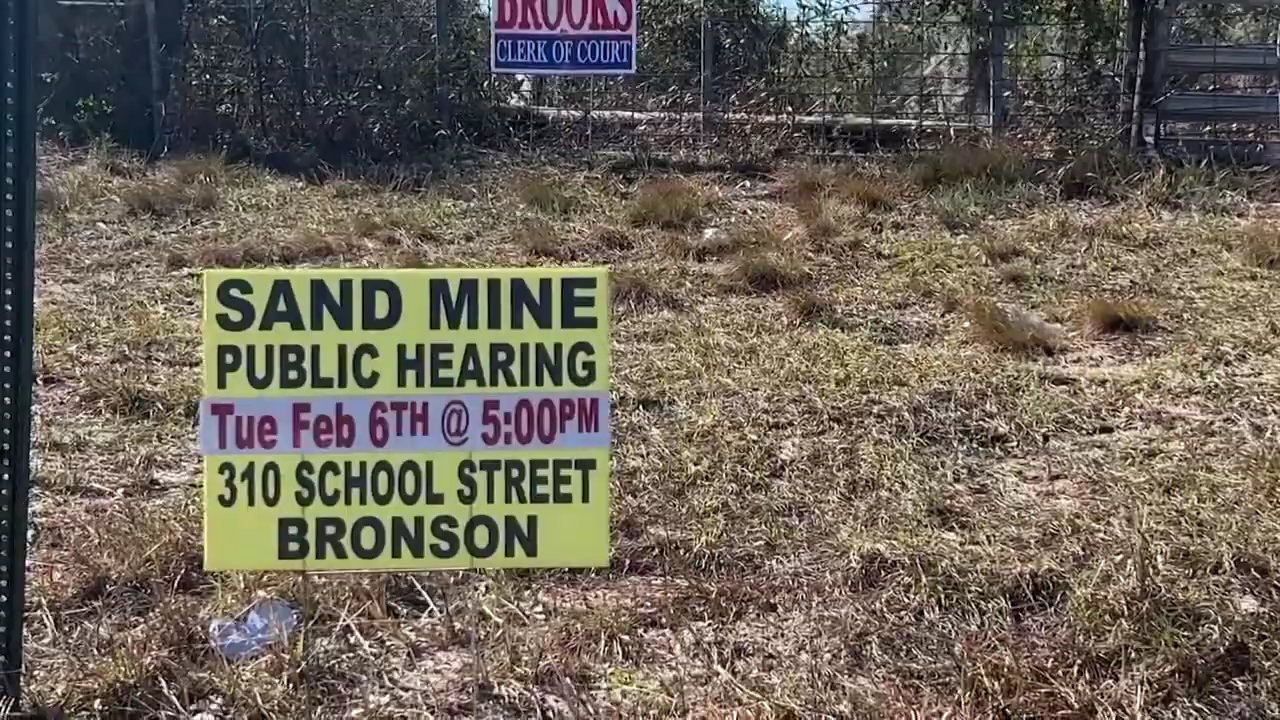 BROOKS
CLERK OF COURT
SAND MINE
PUBLIC HEARING
Tue Feb 6TH @ 5:00PM
310 SCHOOL STREET
BRONSON